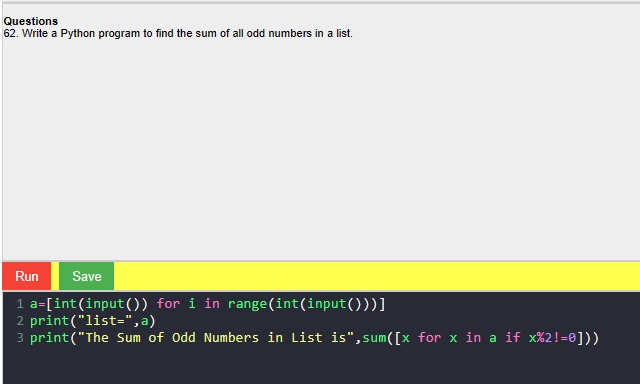 Questions
62. Write a Python program to find the sum of all odd numbers in a list.
Run Save
1 a=[int(input()) for i in range(int(input()))]
2 print("list=",a)
3 print("The Sum of Odd Numbers in List is",sum([x for x in a if x%2!=0]))